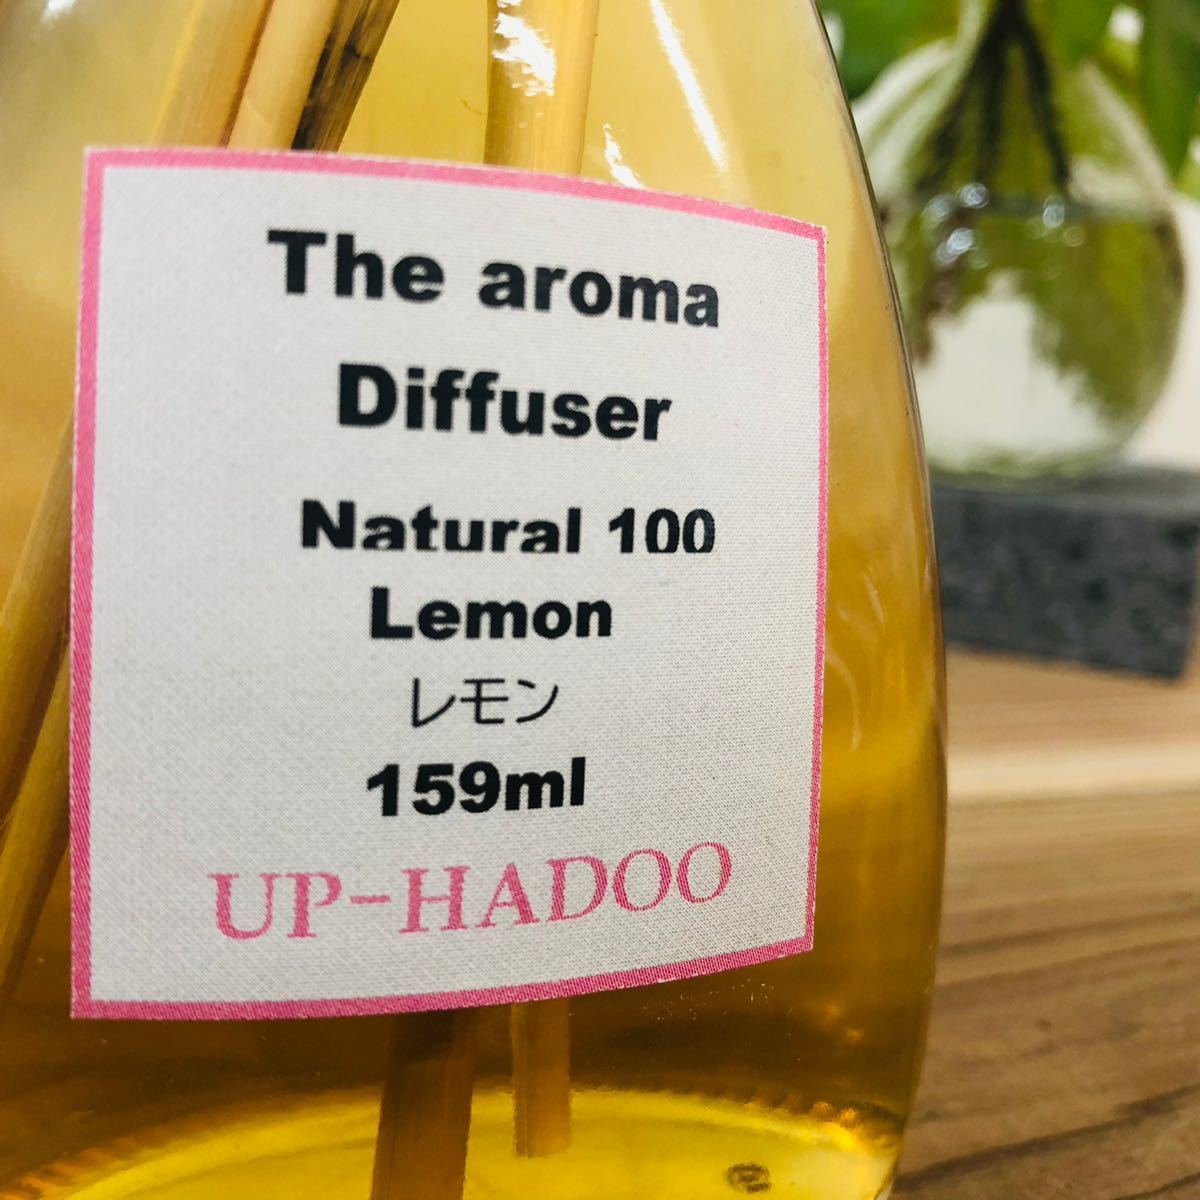 The aroma
Diffuser
Natural 100
Lemon
レモン
159ml
UP-HADOO